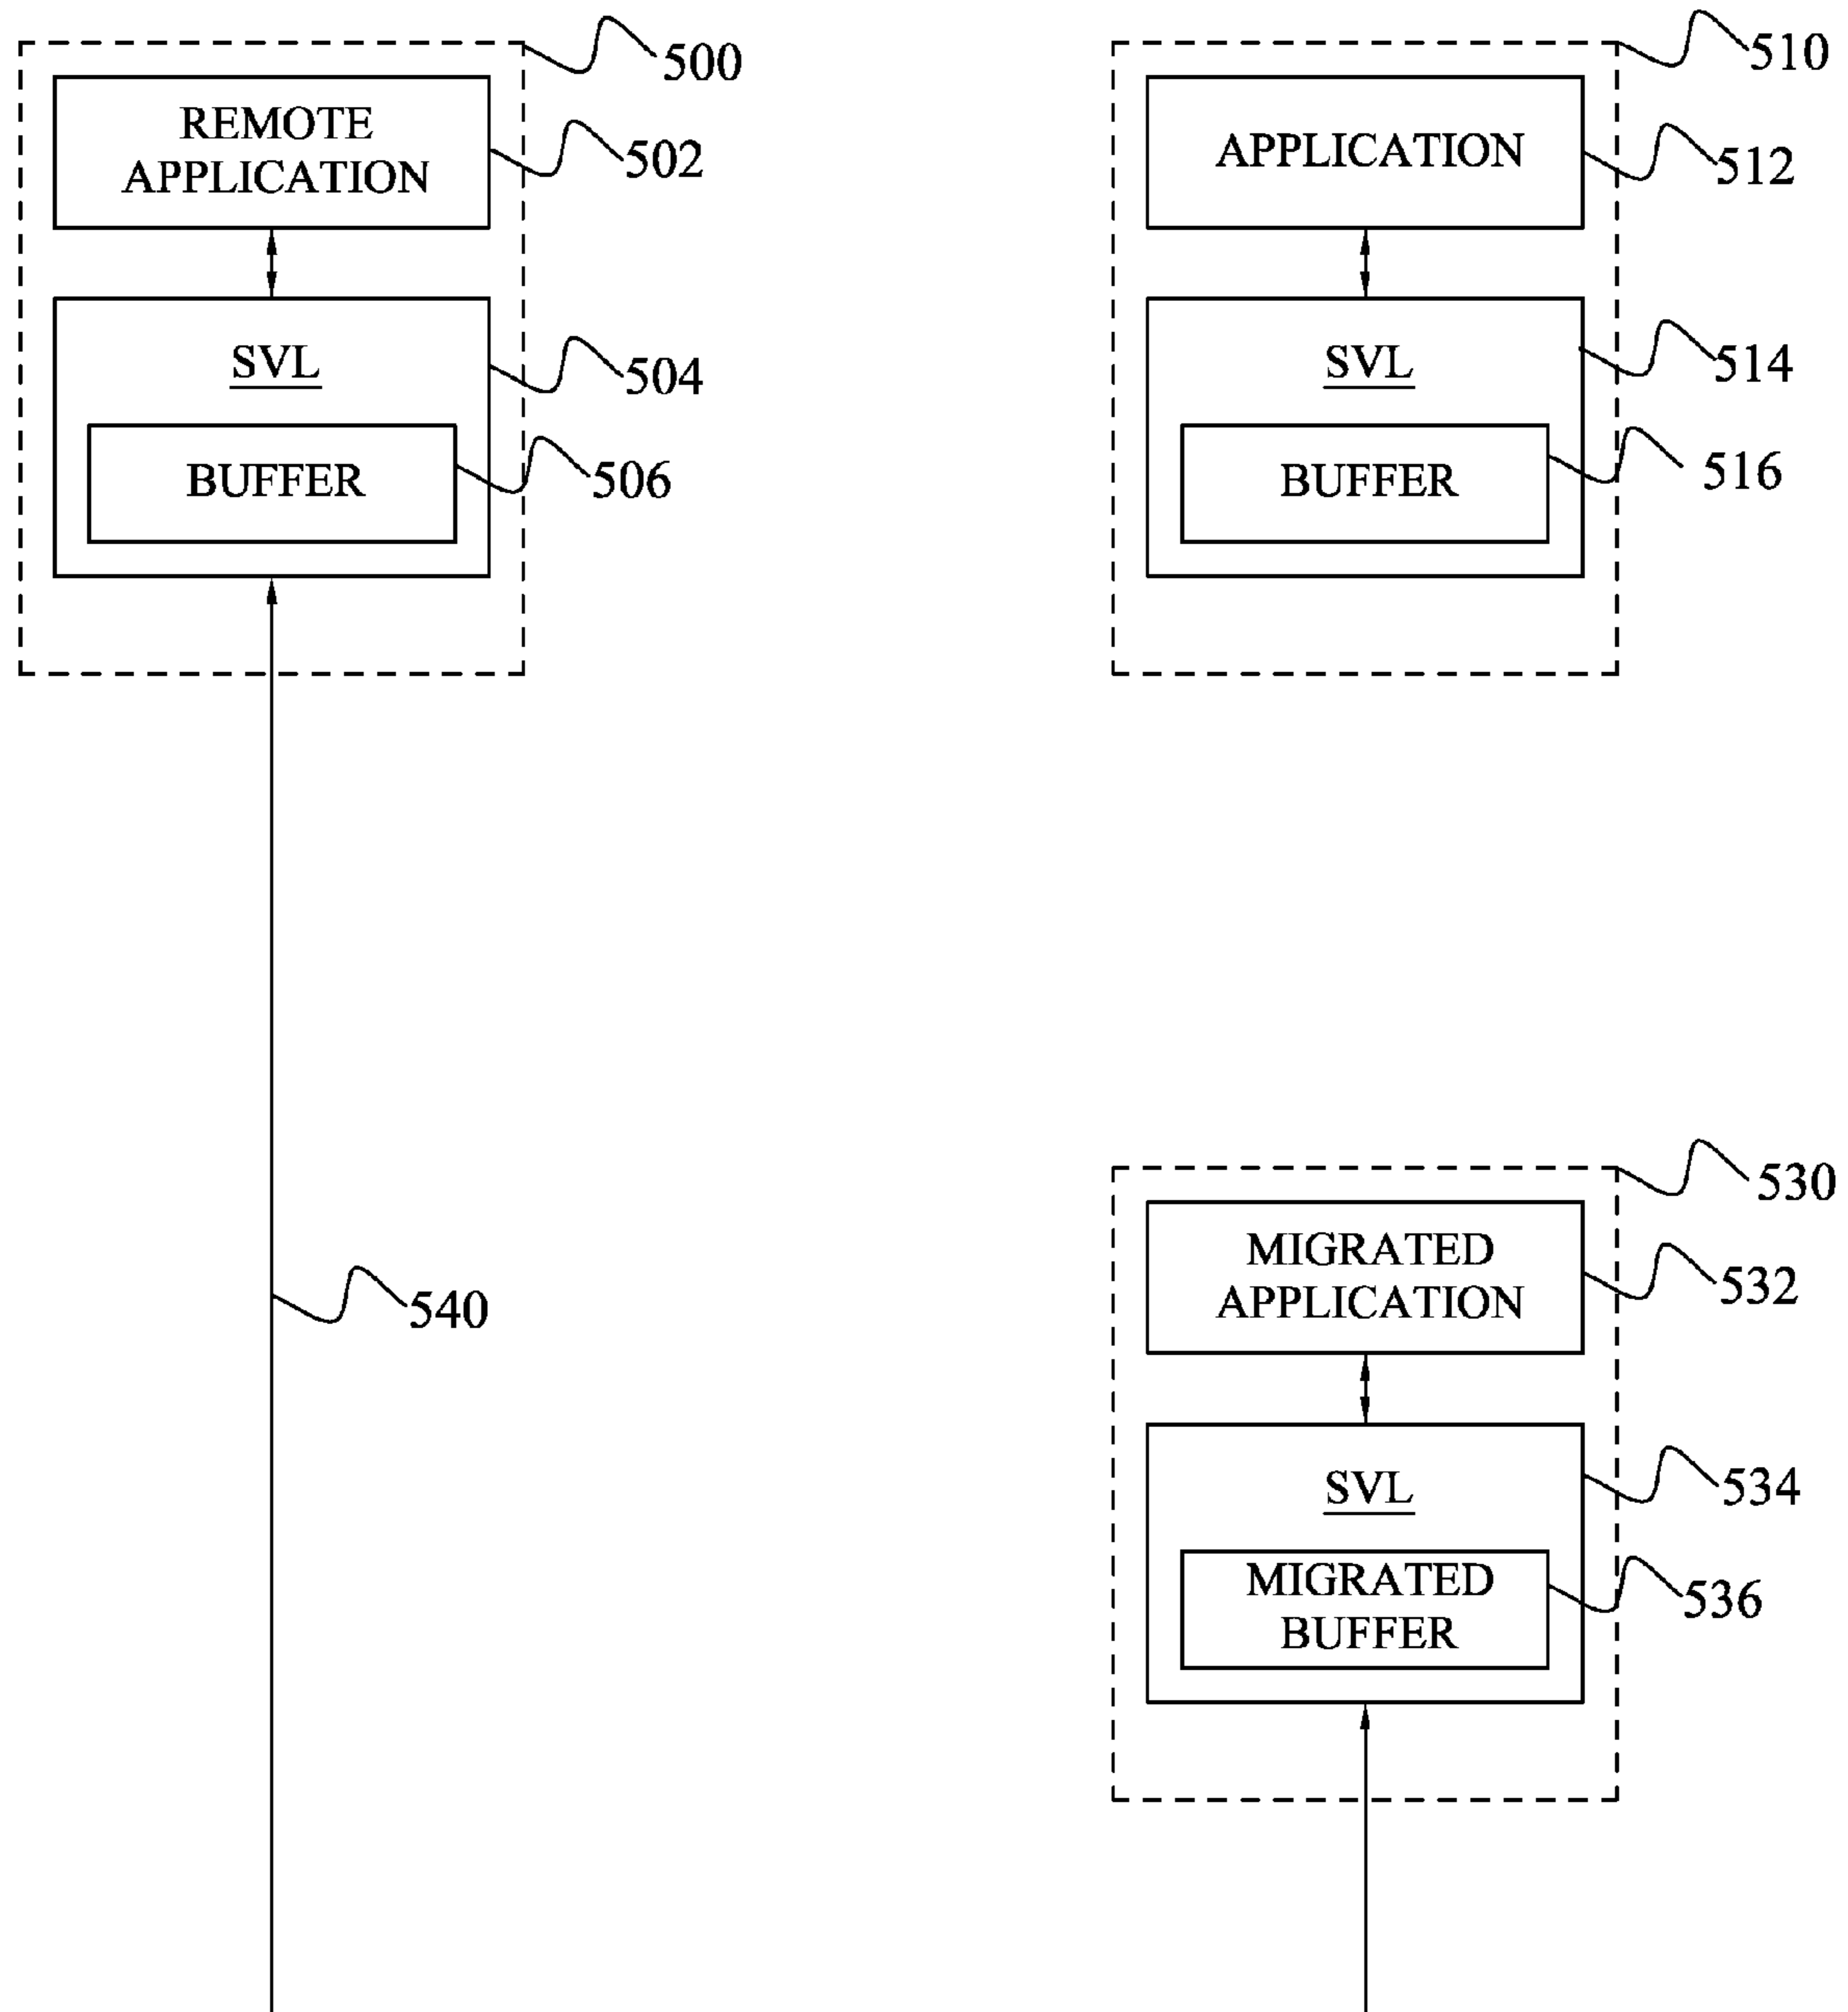 500
REMOTE
APPLICATION
502
SVL
504
BUFFER
506
510
APPLICATION
512
SVL
514
BUFFER
516
540
530
MIGRATED
APPLICATION
532
SVL
534
MIGRATED
BUFFER
536